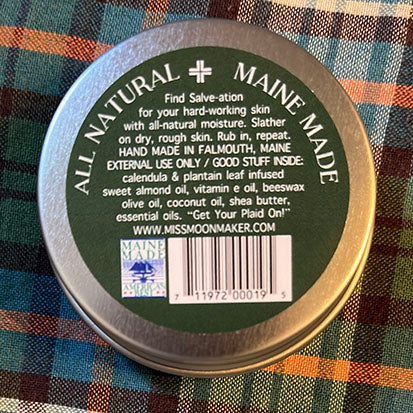 ALL NATURAL MAINE MADE
Find Salve-ation
for your hard-working skin
with all-natural moisture. Slather
on dry, rough skin. Rub in, repeat.
HAND MADE IN FALMOUTH, MAINE
EXTERNAL USE ONLY / GOOD STUFF INSIDE:
calendula & plantain leaf infused
sweet almond oil, vitamin e oil, beeswax
olive oil, coconut oil, shea butter,
essential oils. "Get Your Plaid On!"
WWW.MISSMOONMAKER.COM
MAINE
MADE
AMERICA'S
BEST
7 11972 00019 5